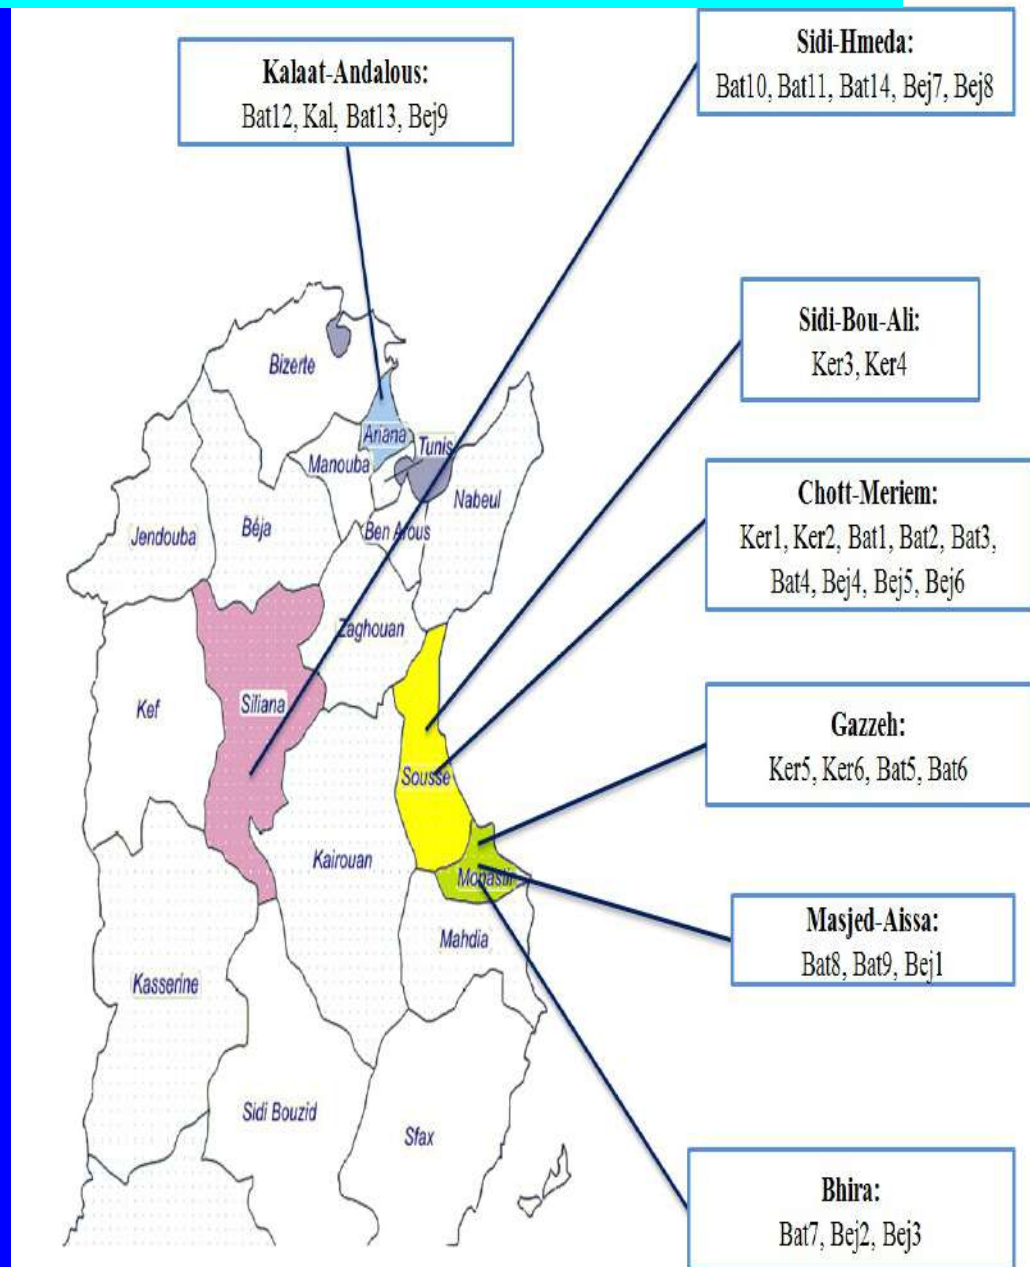 Sidi-Hmeda:
Bat10, Bat11, Bat14, Bej7, Bej8
Kalaat-Andalous:
Bat12, Kal, Bat13, Bej9
Sidi-Bou-Ali:
Ker3, Ker4
Chott-Meriem:
Ker1, Ker2, Bat1, Bat2, Bat3,
Bat4, Bej4, Bej5, Bej6
Gazzeh:
Ker5, Ker6, Bat5, Bat6
Masjed-Aissa:
Bat8, Bat9, Bej1
Bhira:
Bat7, Bej2, Bej3
Bizerte
Ariana
Tunis
Manouba
Nabeul
Jendouba
Béja
Ben Arous
Zaghouan
Kef
Siliana
Sousse
Kairouan
Monastir
Mahdia
Kasserine
Sidi Bouzid
Sfax